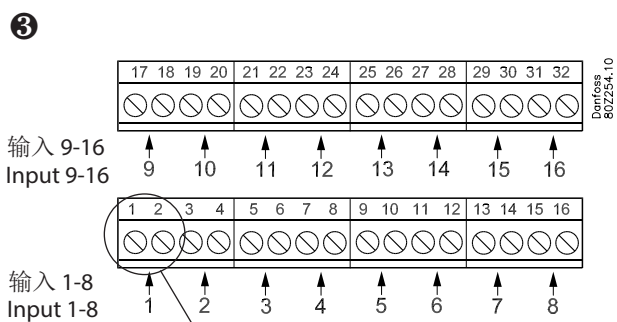 ❸
17 18 19 20 21 22 23 24 25 26 27 28 29 30 31 32
Danfoss
80Z254.10
输入 9-16
Input 9-16
9 10 11 12 13 14 15 16
1 2 3 4 5 6 7 8 9 10 11 12 13 14 15 16
输入 1-8
Input 1-8
1 2 3 4 5 6 7 8